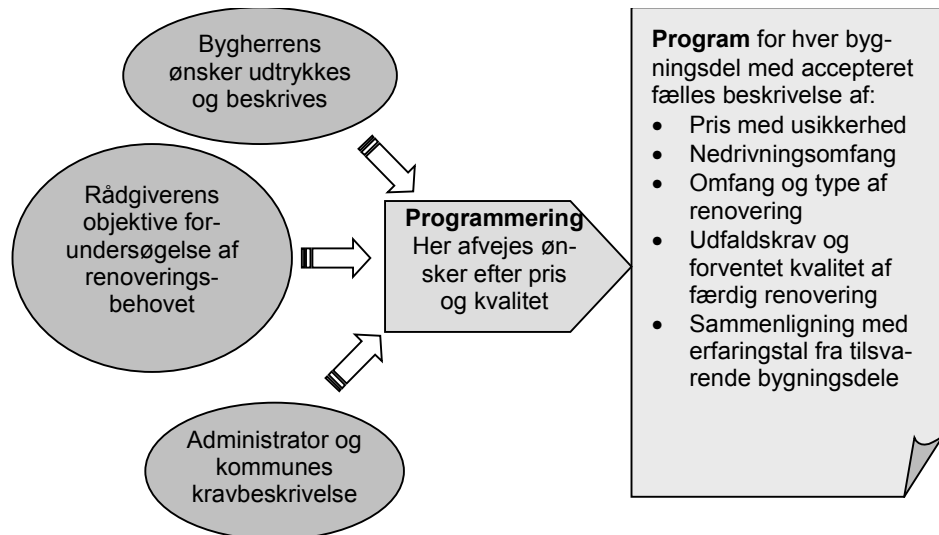 Bygherrens
ønsker udtrykkes
og beskrives
Rådgiverens
objektive for-
undersøgelse af
renoverings-
behovet
Administrator og
kommunes
kravbeskrivelse
Programmering
Her afvejes øn-
sker efter pris
og kvalitet
Program for hver byg-
ningsdel med accepteret
fælles beskrivelse af:
• Pris med usikkerhed
• Nedrivningsomfang
• Omfang og type af
renovering
• Udfaldskrav og
forventet kvalitet af
færdig renovering
• Sammenligning med
erfaringstal fra tilsva-
rende bygningsdele